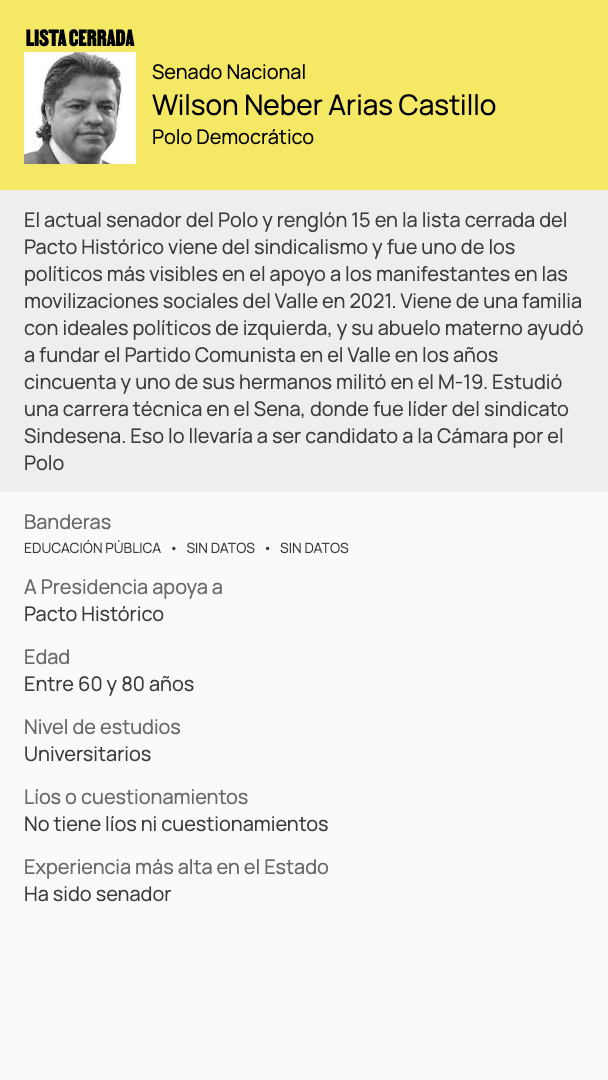 LISTA CERRADA
Senado Nacional
Wilson Neber Arias Castillo
Polo Democrático
El actual senador del Polo y renglón 15 en la lista cerrada del
Pacto Histórico viene del sindicalismo y fue uno de los
políticos más visibles en el apoyo a los manifestantes en las
movilizaciones sociales del Valle en 2021. Viene de una familia
con ideales políticos de izquierda, y su abuelo materno ayudó
a fundar el Partido Comunista en el Valle en los años
cincuenta y uno de sus hermanos militó en el M-19. Estudió
una carrera técnica en el Sena, donde fue líder del sindicato
Sindesena. Eso lo llevaría a ser candidato a la Cámara por el
Polo
Banderas
EDUCACIÓN PÚBLICA • SIN DATOS • SIN DATOS
A Presidencia apoya a
Pacto Histórico
Edad
Entre 60 y 80 años
Nivel de estudios
Universitarios
Líos o cuestionamientos
No tiene líos ni cuestionamientos
Experiencia más alta en el Estado
Ha sido senador